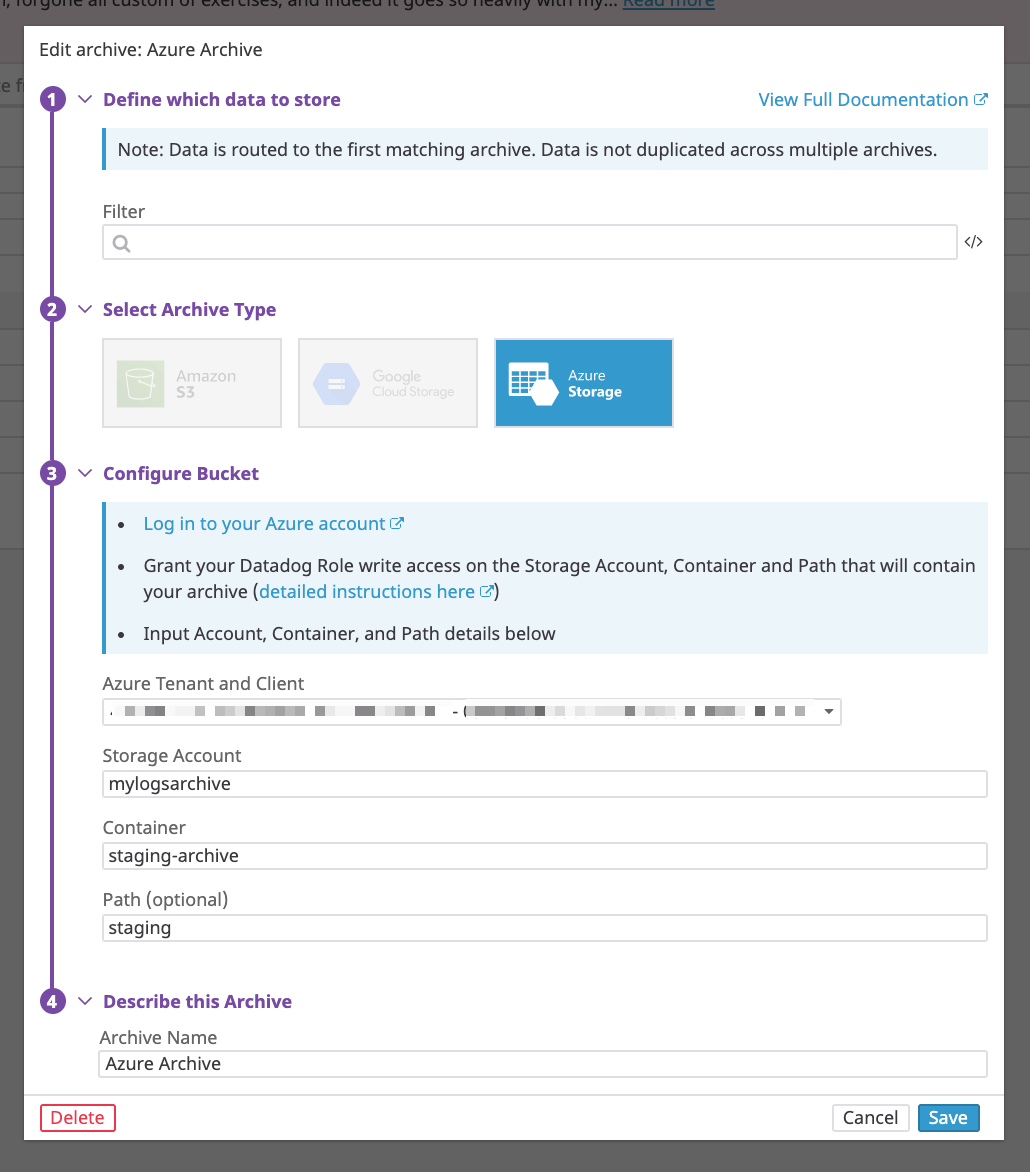 , forgone all custom of exercises, and indeed it goes so heavily with my... Read more
Edit archive: Azure Archive
1 Define which data to store
View Full Documentation
Note: Data is routed to the first matching archive. Data is not duplicated across multiple archives.
Filter
</>
2 Select Archive Type
Amazon
S3
Google
Cloud Storage
Azure
Storage
3 Configure Bucket
• Log in to your Azure account
• Grant your Datadog Role write access on the Storage Account, Container and Path that will contain
your archive (detailed instructions here)
• Input Account, Container, and Path details below
Azure Tenant and Client
- (
Storage Account
mylogsarchive
Container
staging-archive
Path (optional)
staging
4 Describe this Archive
Archive Name
Azure Archive
Delete
Cancel
Save